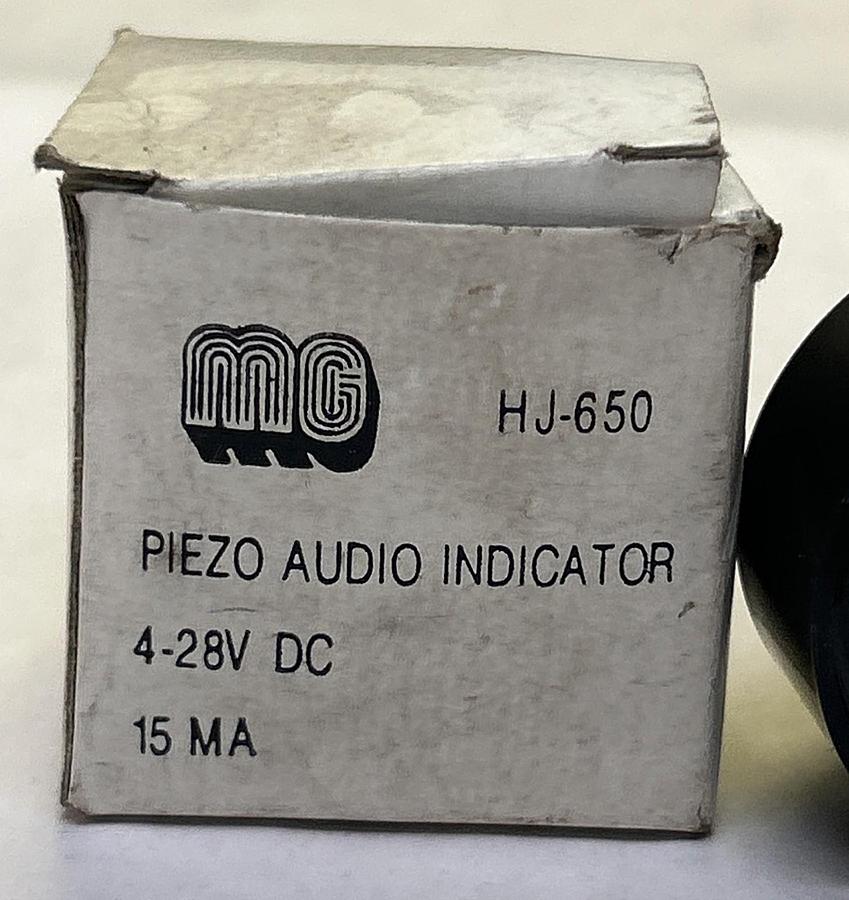 MG HJ-650
PIEZO AUDIO INDICATOR
4-28V DC
15 MA